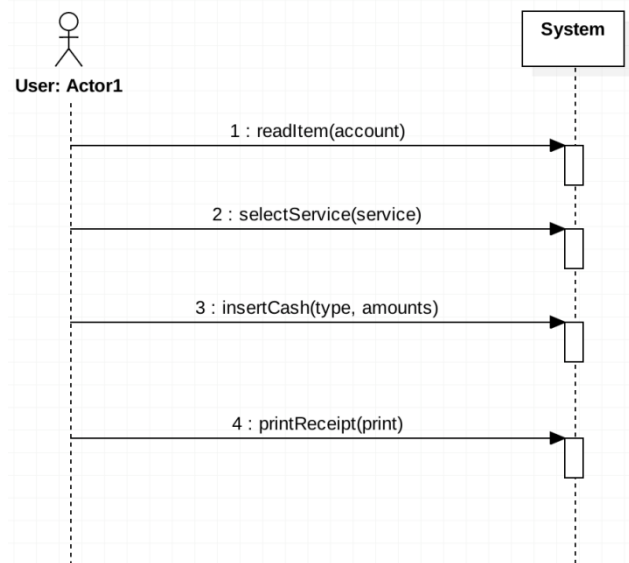 System
User: Actor1
1 : readItem(account)
2 : selectService(service)
3 : insertCash(type, amounts)
4 : printReceipt(print)